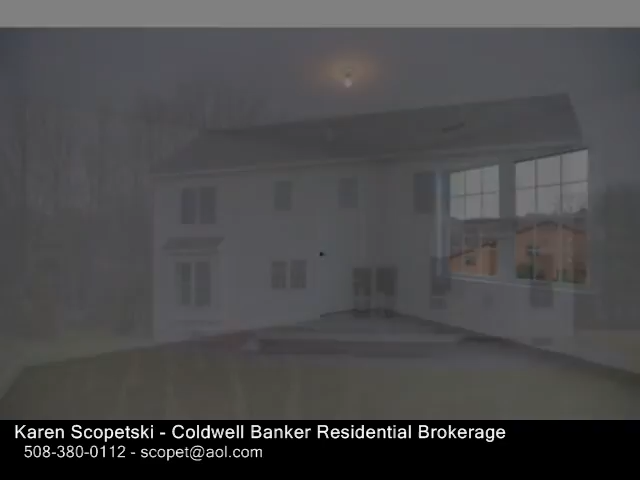 Karen Scopetski - Coldwell Banker Residential Brokerage
508-380-0112 - scopet@aol.com